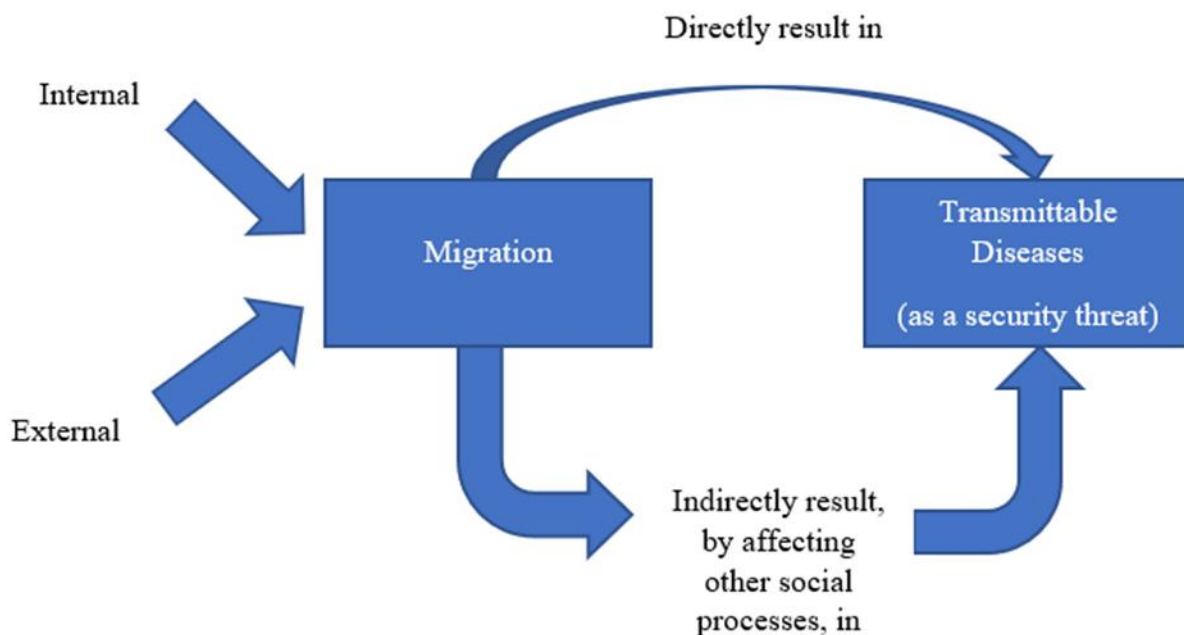 Directly result in
Internal
Migration
Transmittable
Diseases
(as a security threat)
External
Indirectly result,
by affecting
other social
processes, in